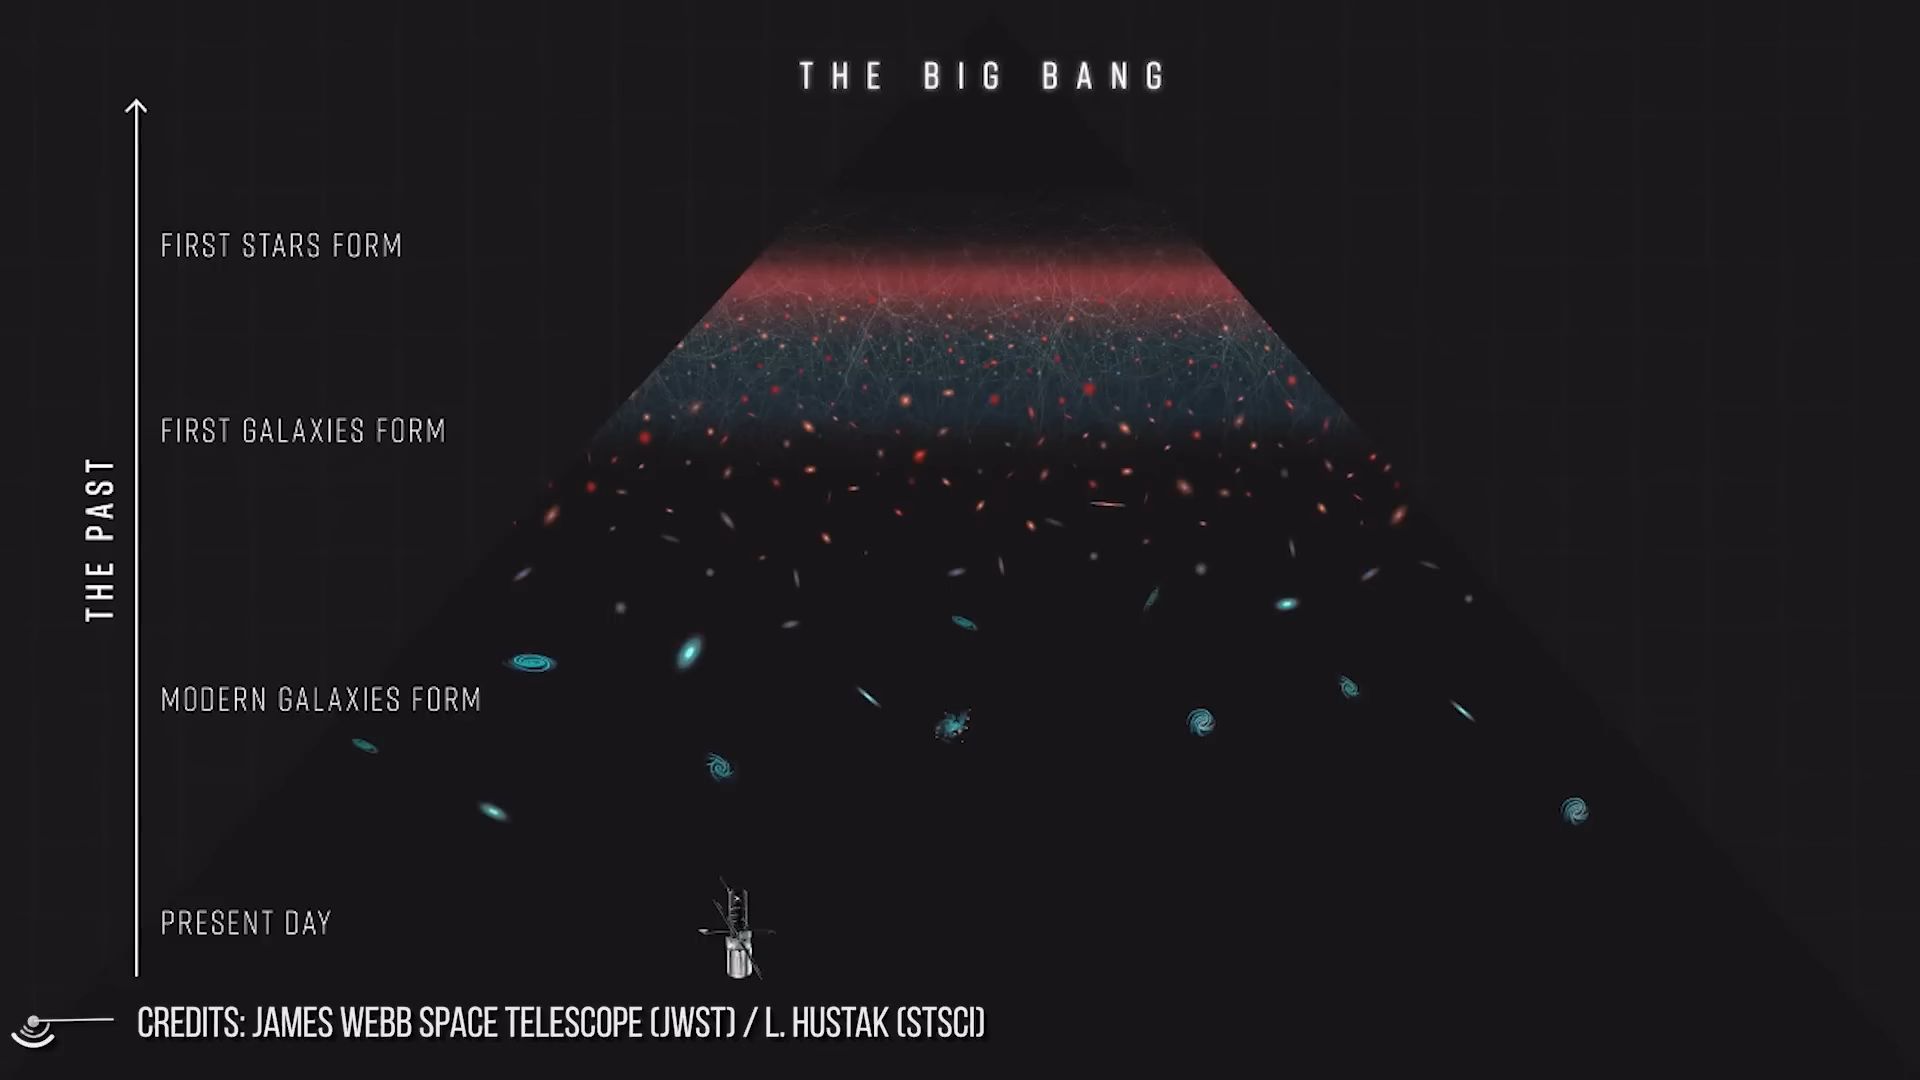 THE BIG BANG
FIRST STARS FORM
FIRST GALAXIES FORM
THE PAST
MODERN GALAXIES FORM
PRESENT DAY
CREDITS: JAMES WEBB SPACE TELESCOPE (JWST) / L. HUSTAK (STSCI)